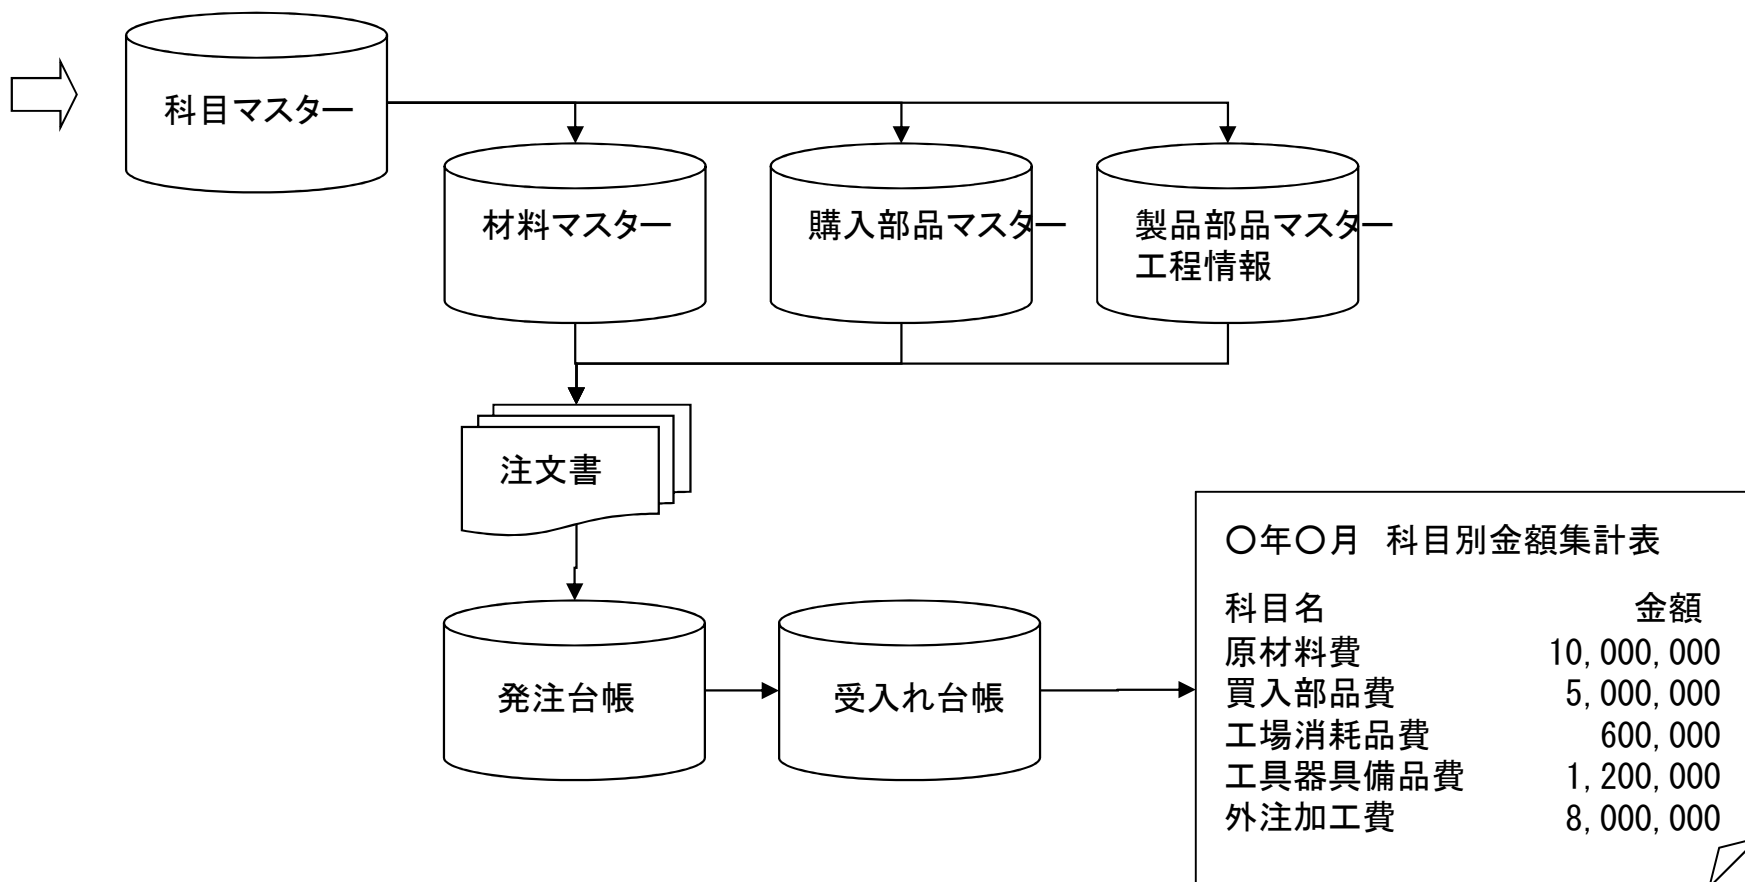 科目マスター
材料マスター
購入部品マスター
製品部品マスター
工程情報
注文書
発注台帳
受入れ台帳
〇年〇月 科目別金額集計表
科目名 金額
原材料費 10,000,000
買入部品費 5,000,000
工場消耗品費 600,000
工具器具備品費 1,200,000
外注加工費 8,000,000